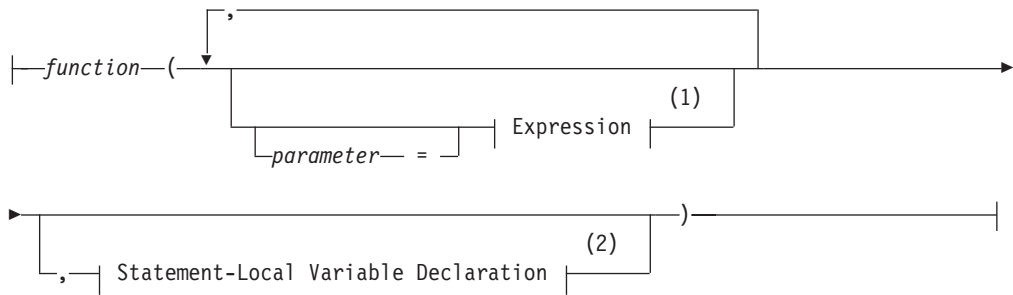 ,
function (
(1)
Expression
parameter =
)
(2)
, Statement-Local Variable Declaration